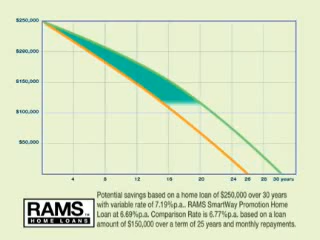 $250,000
$200,000
$150,000
$100,000
$50,000
4 8 12 16 20 24 26 28 30 years
Potential savings based on a home loan of $250,000 over 30 years
with variable rate of 7.19%p.a.. RAMS SmartWay Promotion Home
Loan at 6.69%p.a. Comparison Rate is 6.77%p.a. based on a loan
amount of $150,000 over a term of 25 years and monthly repayments.
RAMS
HOME LOANS